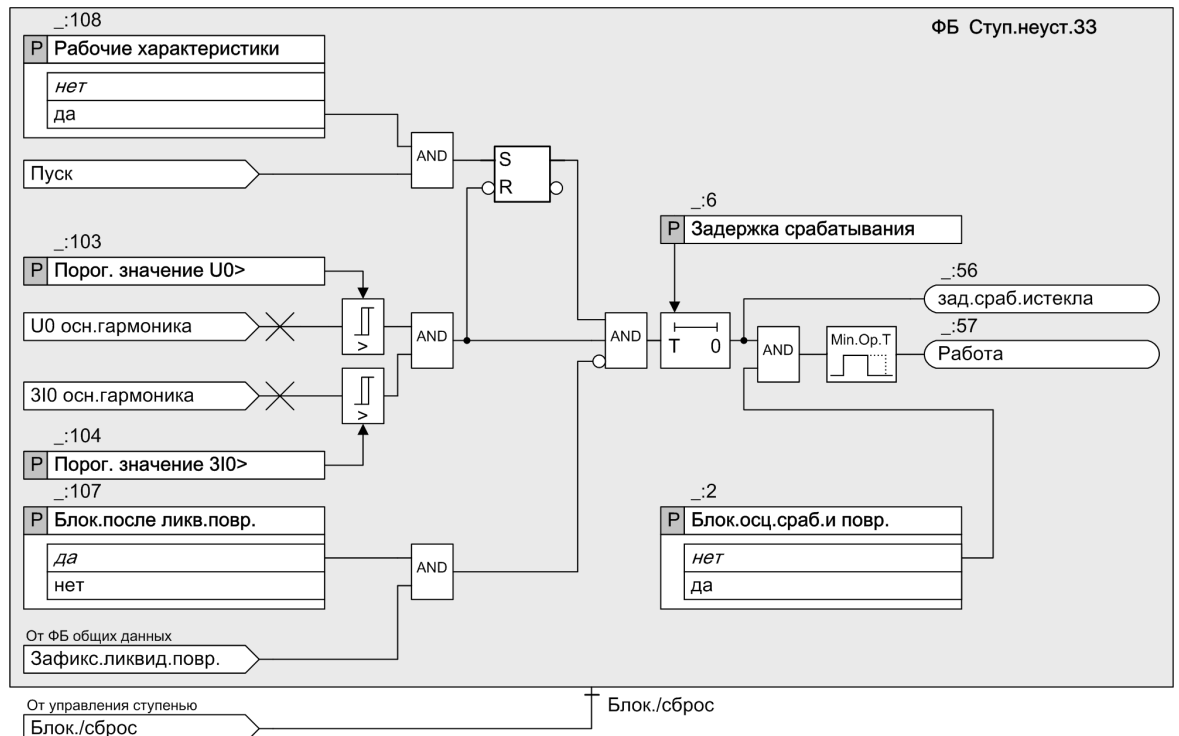 _:108
ФБ Ступ.неуст.ЗЗ
P Рабочие характеристики
нет
да
AND
Пуск
S
R
_:6
P Задержка срабатывания
_:103
P Порог. значение U0>
_:56
зад.сраб.истекла
U0 осн.гармоника
>
AND
AND
T 0
AND
Min.Op.T
_:57
Работа
3I0 осн.гармоника
>
_:104
P Порог. значение 3I0>
_:107
P Блок.после ликв.повр.
да
нет
AND
_:2
P Блок.осц.сраб.и повр.
нет
да
От ФБ общих данных
Зафикс.ликвид.повр.
От управления ступенью
Блок./сброс
Блок./сброс